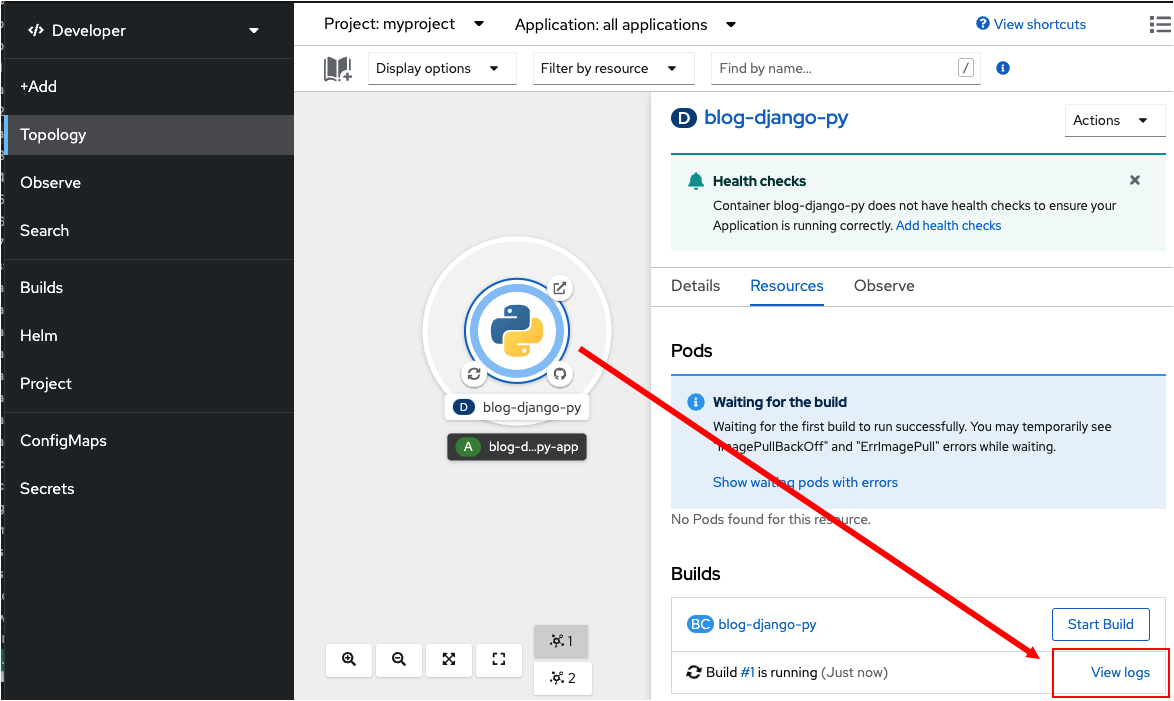 Developer
+Add
Topology
Observe
Search
Builds
Helm
Project
ConfigMaps
Secrets
Project: myproject
Application: all applications
View shortcuts
Display options
Filter by resource
Find by name...
/
D blog-django-py
A blog-d...py-app
1
2
D blog-django-py
Actions
Health checks
Container blog-django-py does not have health checks to ensure your
Application is running correctly. Add health checks
Details
Resources
Observe
Pods
Waiting for the build
Waiting for the first build to run successfully. You may temporarily see
"ImagePullBackOff" and "ErrImagePull" errors while waiting.
Show waiting pods with errors
No Pods found for this resource.
Builds
BC blog-django-py
Start Build
Build #1 is running (Just now)
View logs